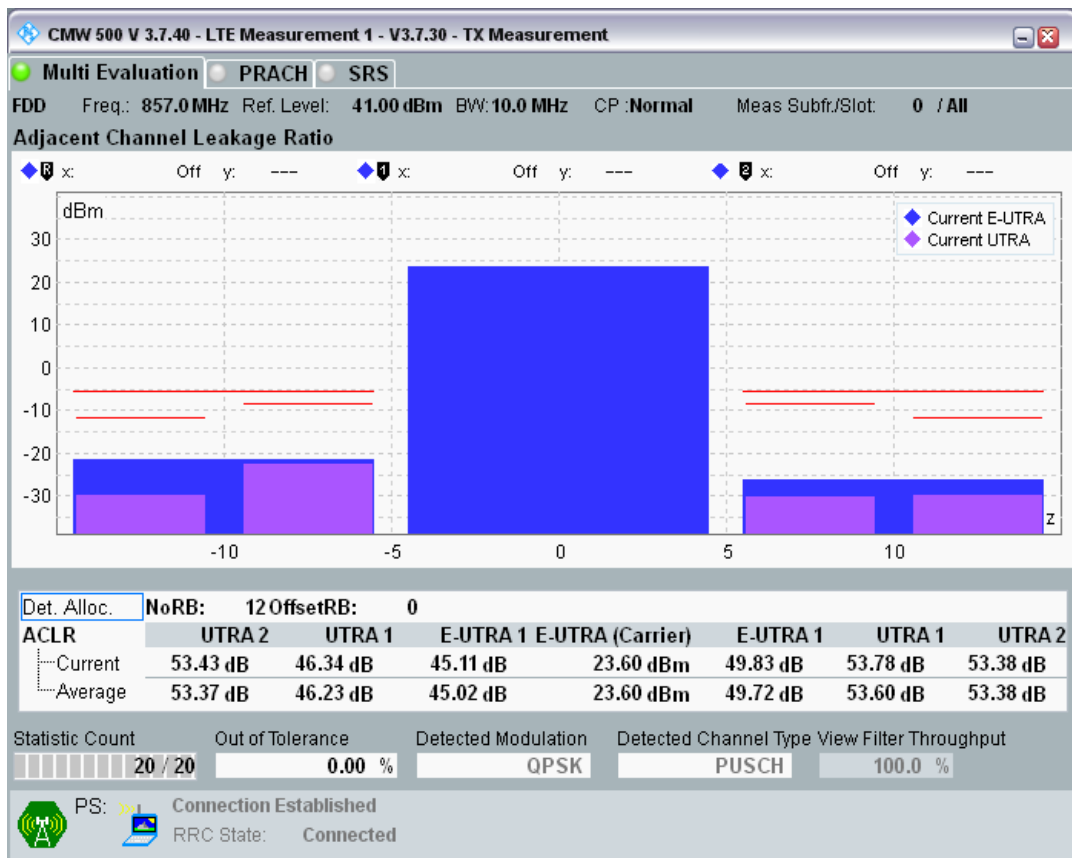 CMW 500 V 3.7.40 - LTE Measurement 1 - V3.7.30 - TX Measurement
Multi Evaluation PRACH SRS
FDD Freq.: 857.0 MHz Ref. Level: 41.00 dBm BW: 10.0 MHz CP :Normal Meas Subfr./Slot: 0 / All
Adjacent Channel Leakage Ratio
R x: Off y: --- 1 x: Off y: --- 2 x: Off y: ---
dBm
Current E-UTRA
Current UTRA
30
20
10
0
-10
-20
-30
z
-10 -5 0 5 10
Det. Alloc. NoRB: 12 OffsetRB: 0
ACLR UTRA 2 UTRA 1 E-UTRA 1 E-UTRA (Carrier) E-UTRA 1 UTRA 1 UTRA 2
Current 53.43 dB 46.34 dB 45.11 dB 23.60 dBm 49.83 dB 53.78 dB 53.38 dB
Average 53.37 dB 46.23 dB 45.02 dB 23.60 dBm 49.72 dB 53.60 dB 53.38 dB
Statistic Count Out of Tolerance Detected Modulation Detected Channel Type View Filter Throughput
20 / 20 0.00 % QPSK PUSCH 100.0 %
PS: Connection Established
RRC State: Connected